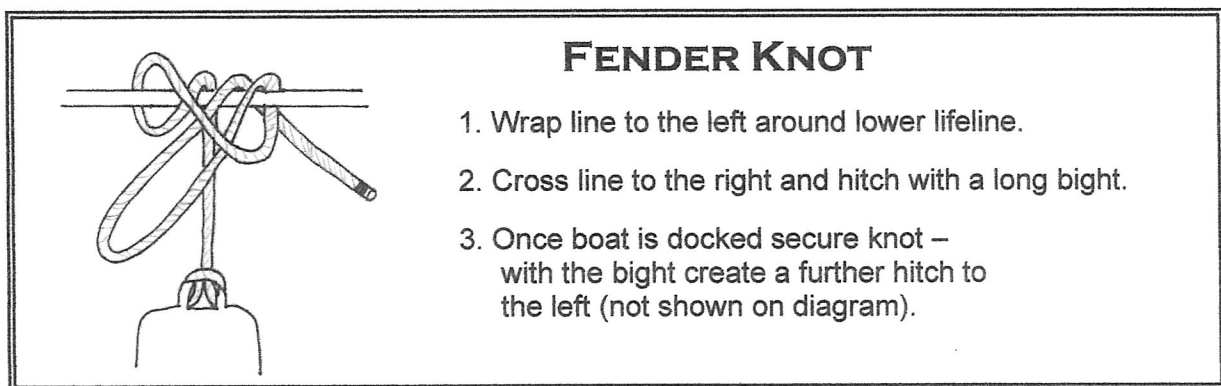 FENDER KNOT
1. Wrap line to the left around lower lifeline.
2. Cross line to the right and hitch with a long bight.
3. Once boat is docked secure knot –
with the bight create a further hitch to
the left (not shown on diagram).